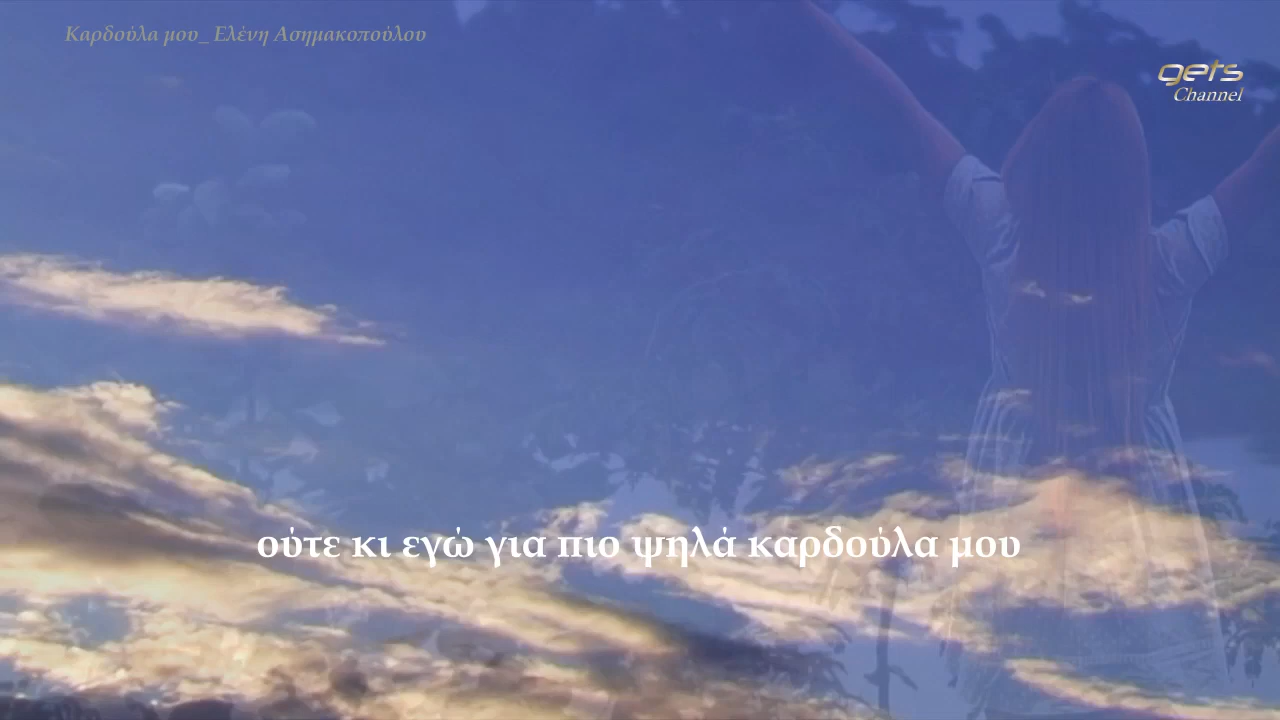 Καρδούλα μου_ Ελένη Ασημακοπούλου
gets
Channel
ούτε κι εγώ για πιο ψηλά καρδούλα μου